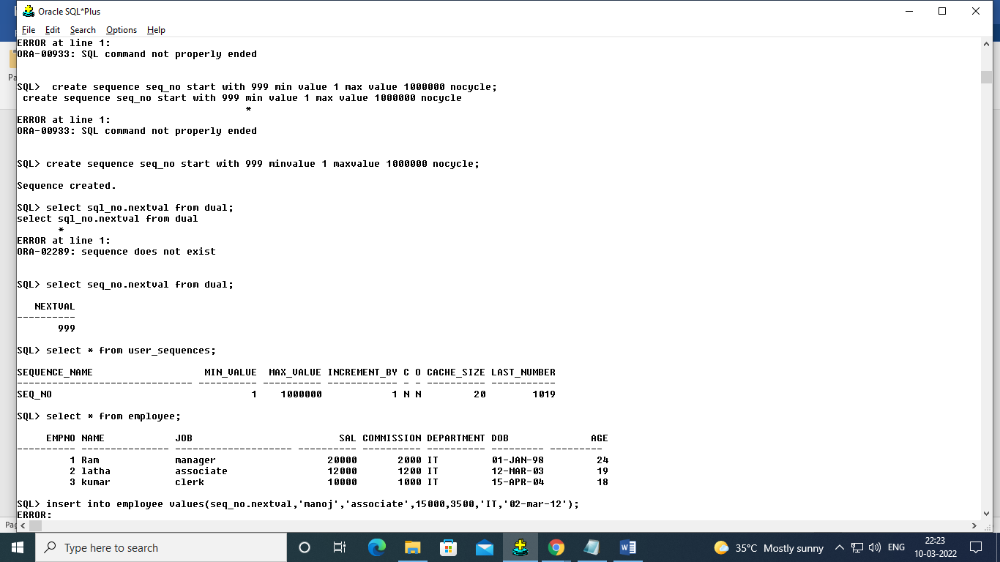 Oracle SQL*Plus
File Edit Search Options Help
ERROR at line 1:
ORA-00933: SQL command not properly ended
SQL>  create sequence seq_no start with 999 min value 1 max value 1000000 nocycle;
 create sequence seq_no start with 999 min value 1 max value 1000000 nocycle
                                       *
ERROR at line 1:
ORA-00933: SQL command not properly ended
SQL> create sequence seq_no start with 999 minvalue 1 maxvalue 1000000 nocycle;
Sequence created.
SQL> select sql_no.nextval from dual;
select sql_no.nextval from dual
       *
ERROR at line 1:
ORA-02289: sequence does not exist
SQL> select seq_no.nextval from dual;
   NEXTVAL
----------
       999
SQL> select * from user_sequences;
SEQUENCE_NAME                   MIN_VALUE  MAX_VALUE INCREMENT_BY C O CACHE_SIZE LAST_NUMBER
------------------------------ ---------- ---------- ------------ - - ---------- -----------
SEQ_NO                                  1    1000000            1 N N         20        1019
SQL> select * from employee;
     EMPNO NAME            JOB                         SAL COMMISSION DEPARTMENT DOB              AGE
---------- --------------- -------------------- ---------- ---------- ---------- --------- ---------
         1 Ram             manager                   20000       2000 IT         01-JAN-98         24
         2 latha           associate                 12000       1200 IT         12-MAR-03         19
         3 kumar           clerk                     10000       1000 IT         15-APR-04         18
SQL> insert into employee values(seq_no.nextval,'manoj','associate',15000,3500,'IT,'02-mar-12');
ERROR:
Type here to search
35°C Mostly sunny
ENG
22:23
10-03-2022